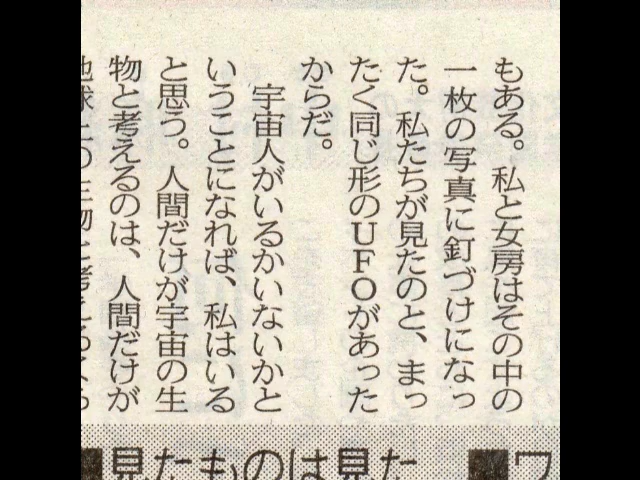 もある。私と女房はその中の
一枚の写真に釘づけになっ
た。私たちが見たのと、まっ
たく同じ形のUFOがあった
からだ。
宇宙人がいるかいないかと
いうことになれば、私はいる
と思う。人間だけが宇宙の生
物と考えるのは、人間だけが
■ワ
■見たものは見た